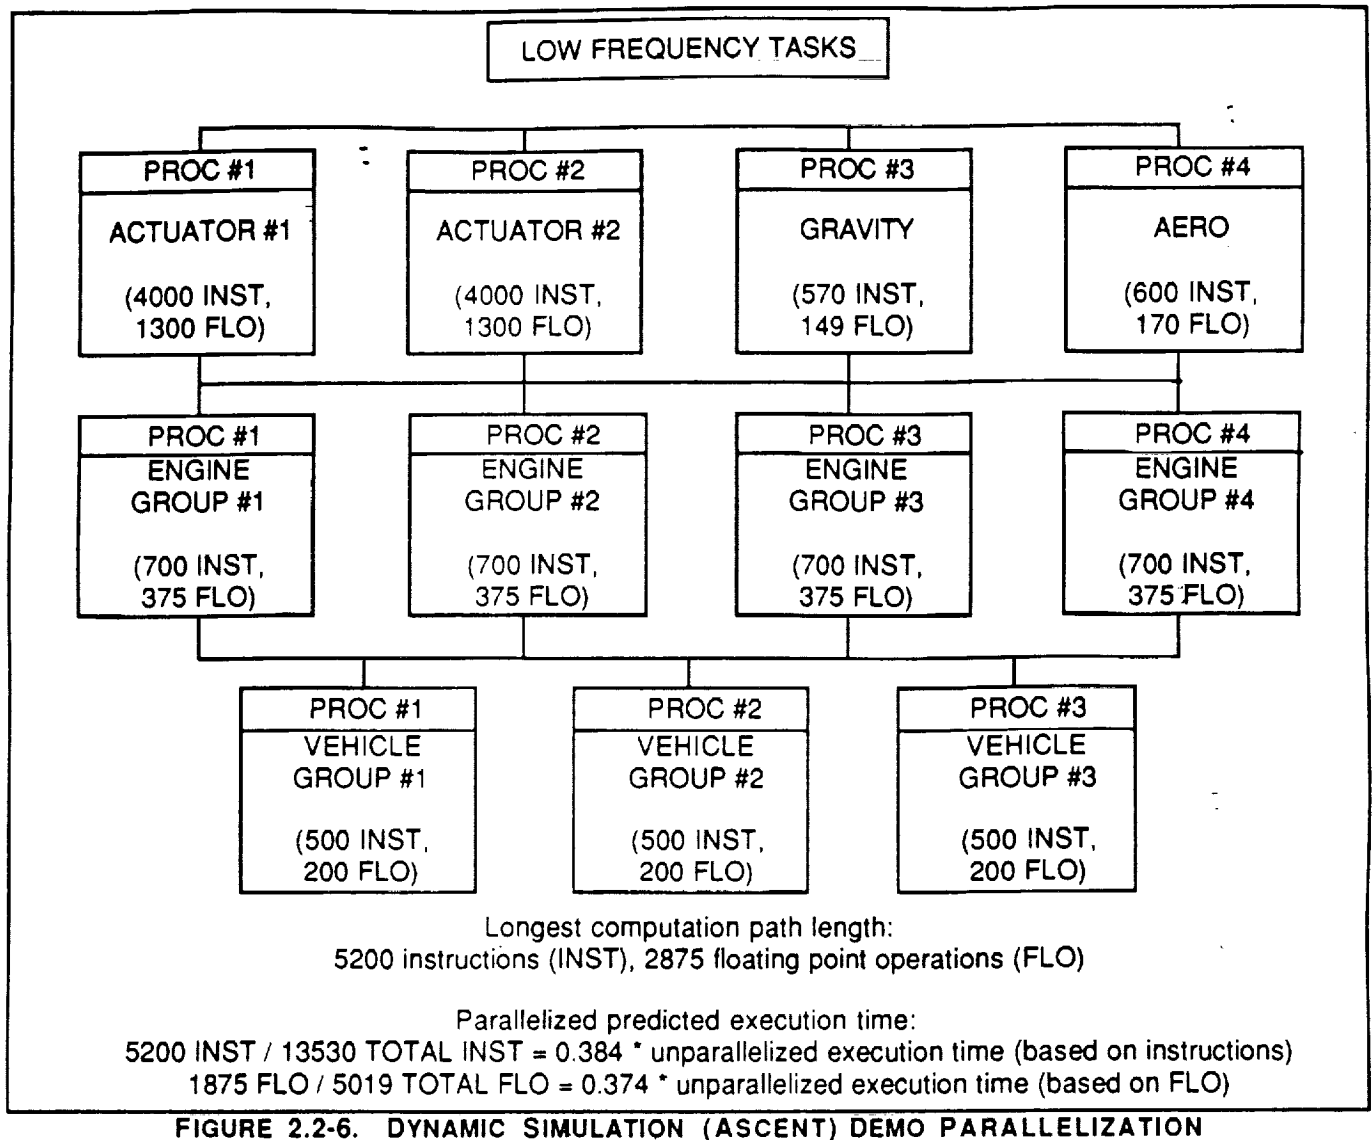 LOW FREQUENCY TASKS
PROC #1
ACTUATOR #1
(4000 INST,
1300 FLO)
PROC #2
ACTUATOR #2
(4000 INST,
1300 FLO)
PROC #3
GRAVITY
(570 INST,
149 FLO)
PROC #4
AERO
(600 INST,
170 FLO)
PROC #1
ENGINE
GROUP #1
(700 INST,
375 FLO)
PROC #2
ENGINE
GROUP #2
(700 INST,
375 FLO)
PROC #3
ENGINE
GROUP #3
(700 INST,
375 FLO)
PROC #4
ENGINE
GROUP #4
(700 INST,
375 FLO)
PROC #1
VEHICLE
GROUP #1
(500 INST,
200 FLO)
PROC #2
VEHICLE
GROUP #2
(500 INST,
200 FLO)
PROC #3
VEHICLE
GROUP #3
(500 INST,
200 FLO)
Longest computation path length:
5200 instructions (INST), 2875 floating point operations (FLO)
Parallelized predicted execution time:
5200 INST / 13530 TOTAL INST = 0.384 * unparallelized execution time (based on instructions)
1875 FLO / 5019 TOTAL FLO = 0.374 * unparallelized execution time (based on FLO)
FIGURE 2.2-6. DYNAMIC SIMULATION (ASCENT) DEMO PARALLELIZATION